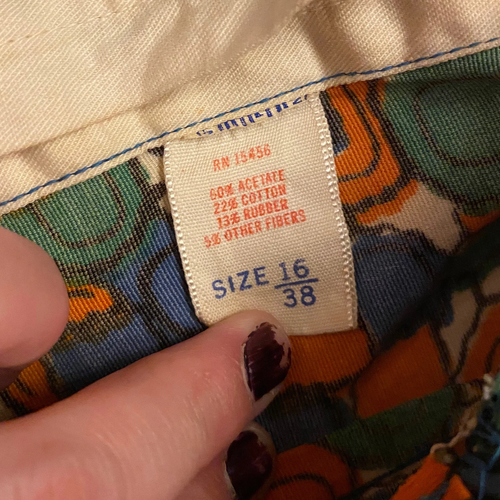 RN 15456
60% ACETATE
22% COTTON
13% RUBBER
5% OTHER FIBERS
SIZE 16
38